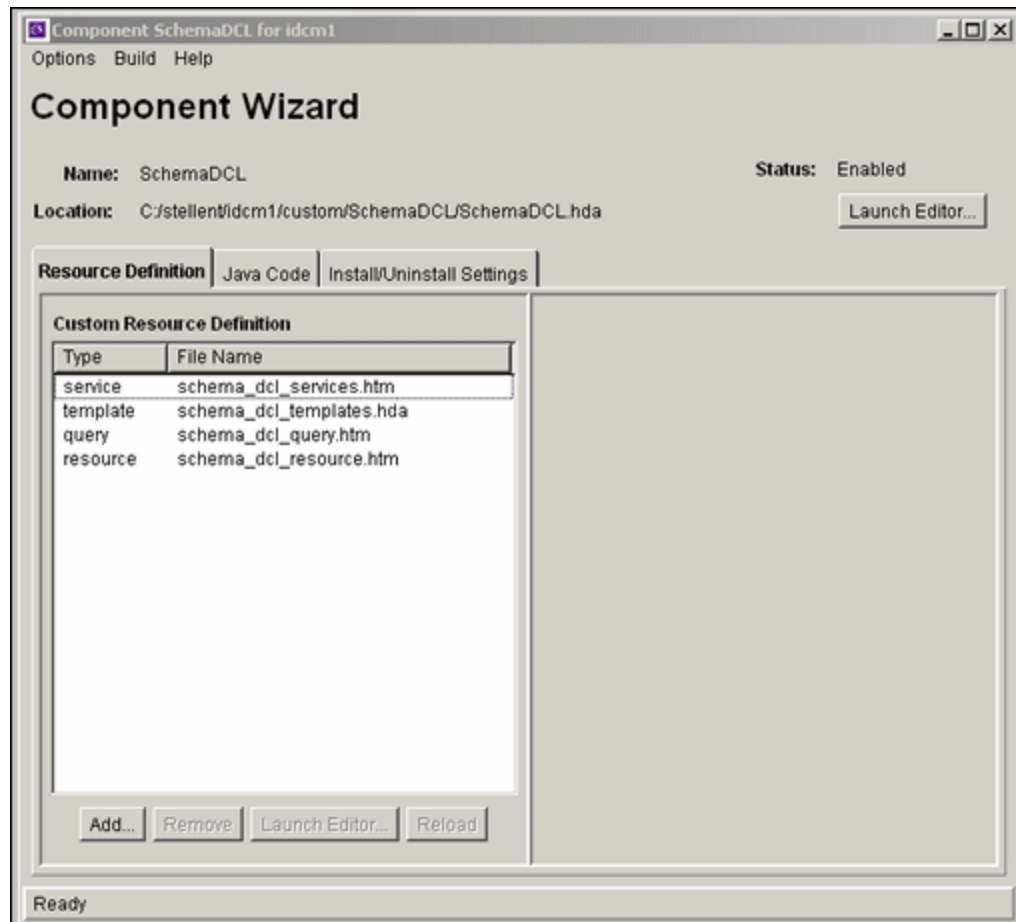 Component SchemaDCL for idcm1
Options Build Help
Component Wizard
Name: SchemaDCL Status: Enabled
Location: C:/stellent/idcm1/custom/SchemaDCL/SchemaDCL.hda Launch Editor...
Resource Definition Java Code Install/Uninstall Settings
Custom Resource Definition
Type File Name
service schema_dcl_services.htm
template schema_dcl_templates.hda
query schema_dcl_query.htm
resource schema_dcl_resource.htm
Add... Remove Launch Editor... Reload
Ready